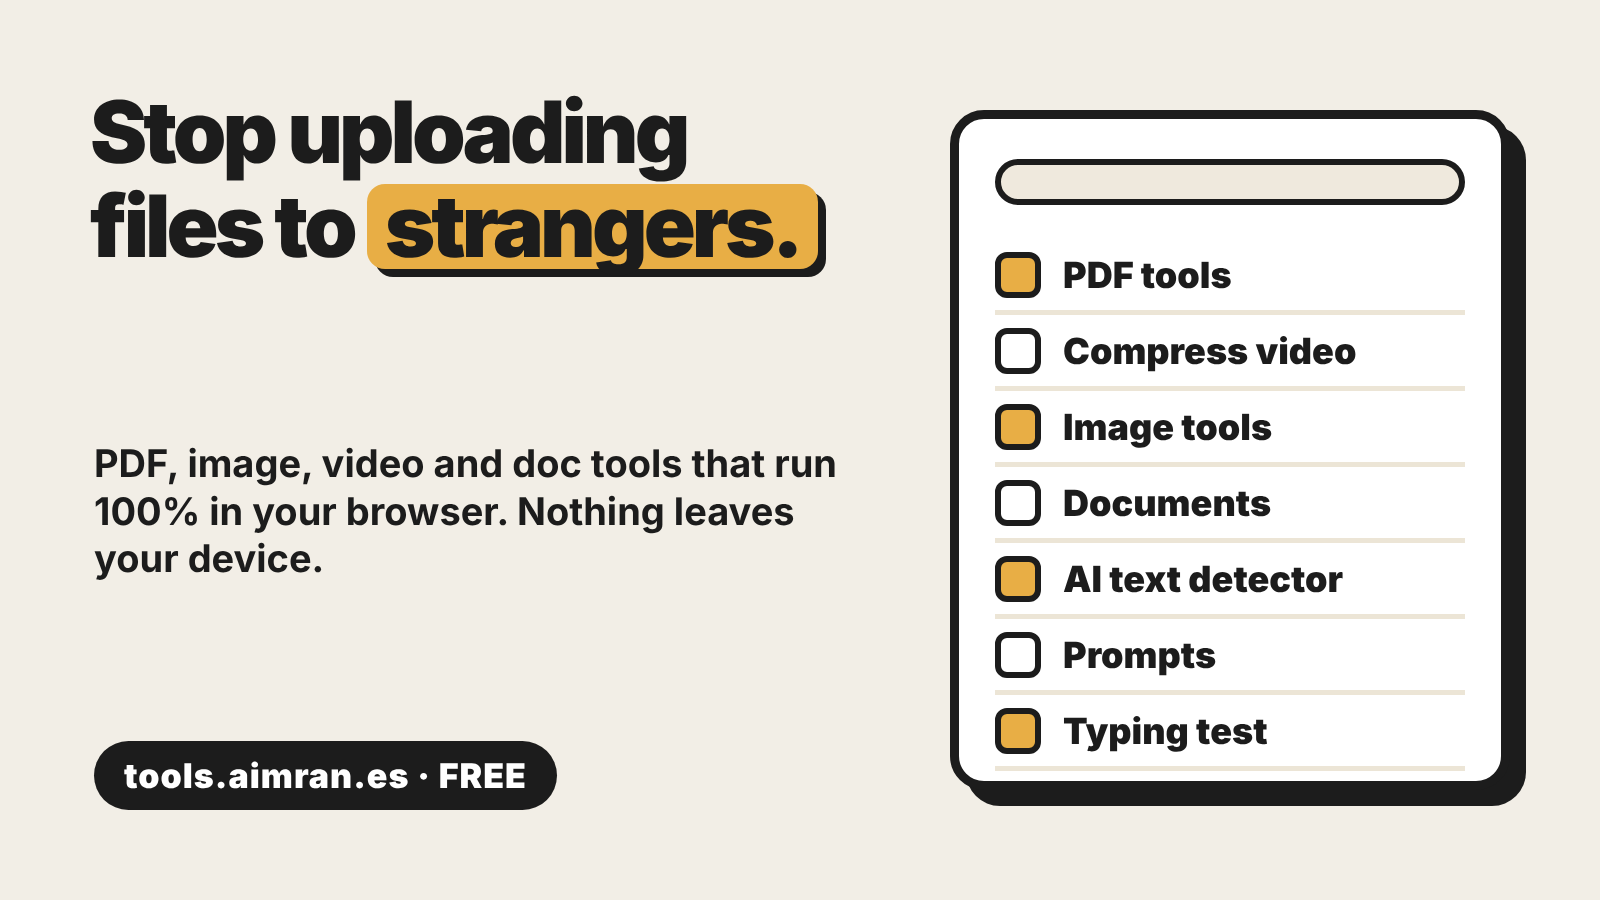 Stop uploading
files to strangers.
PDF, image, video and doc tools that run
100% in your browser. Nothing leaves
your device.
tools.aimran.es · FREE
PDF tools
Compress video
Image tools
Documents
AI text detector
Prompts
Typing test